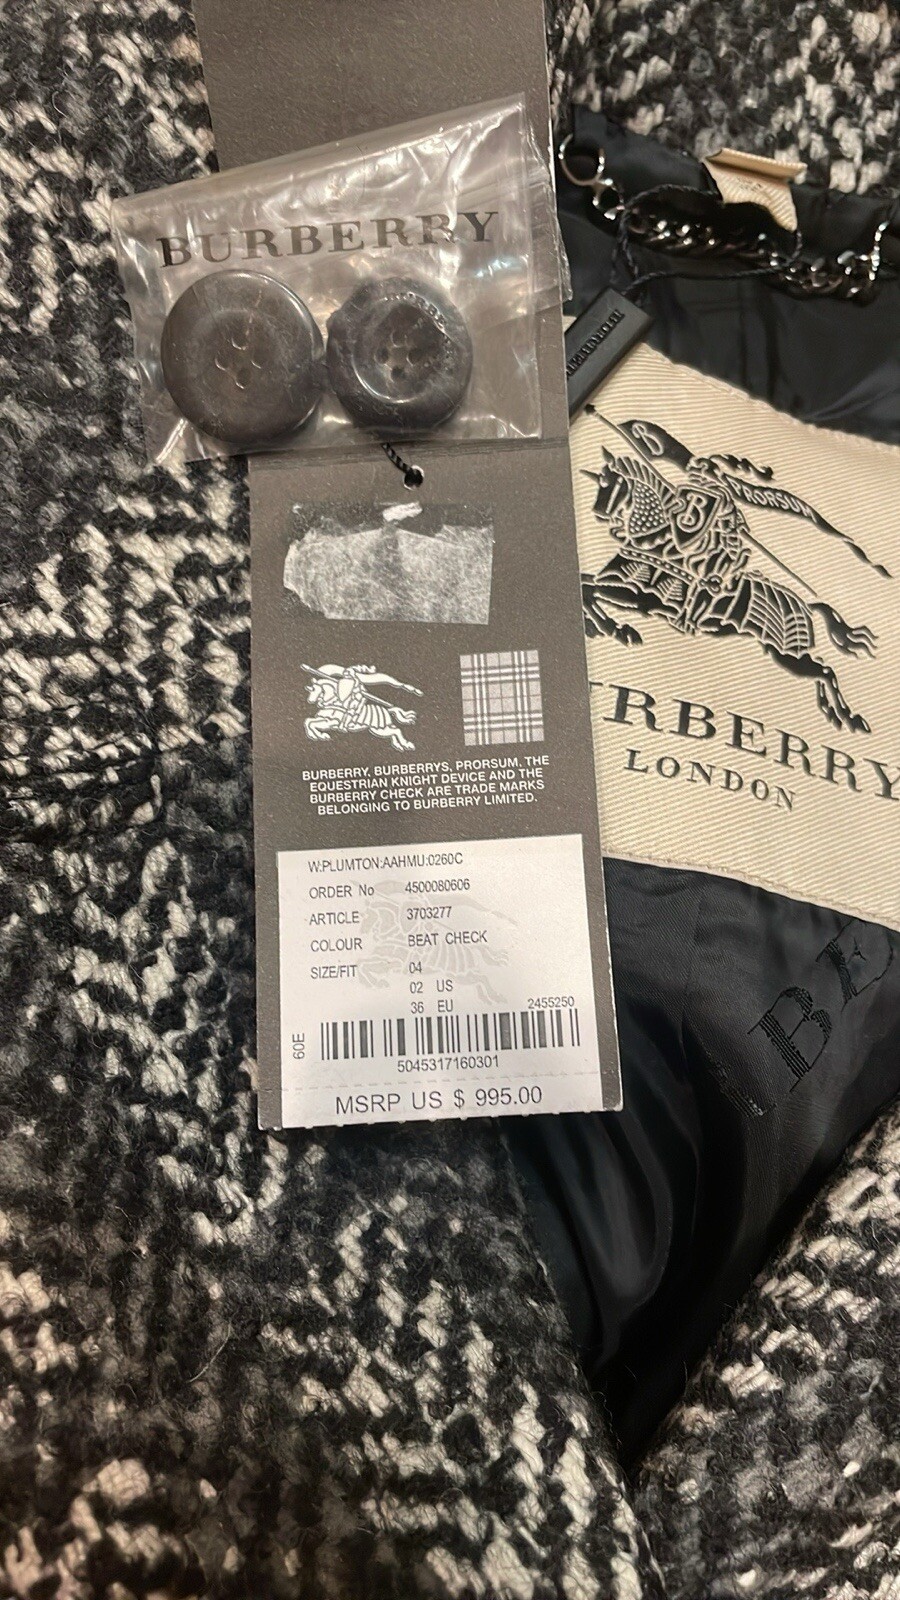 BURBERRY
PRORSUM
BURBERRY
LONDON
BURBERRY, BURBERRYS, PRORSUM, THE
EQUESTRIAN KNIGHT DEVICE AND THE
BURBERRY CHECK ARE TRADE MARKS
BELONGING TO BURBERRY LIMITED.
W:PLUMTON:AAHMU:0260C
ORDER No 4500080606
ARTICLE 3703277
COLOUR BEAT CHECK
SIZE/FIT 04
02 US
36 EU 2455250
60E
5045317160301
MSRP US $ 995.00